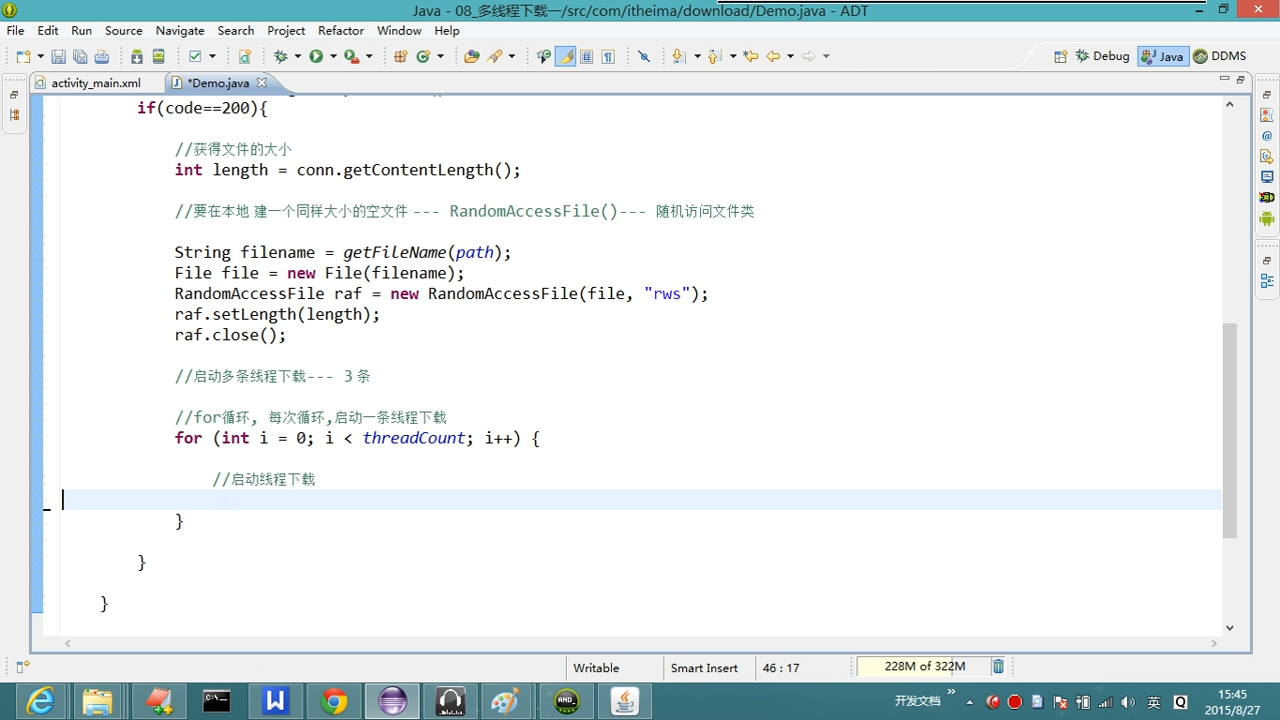 Java - 08_多线程下载一/src/com/itheima/download/Demo.java - ADT
File Edit Run Source Navigate Search Project Refactor Window Help
Debug Java DDMS
activity_main.xml *Demo.java
if(code==200){
//获得文件的大小
int length = conn.getContentLength();
//要在本地 建一个同样大小的空文件 --- RandomAccessFile()--- 随机访问文件类
String filename = getFileName(path);
File file = new File(filename);
RandomAccessFile raf = new RandomAccessFile(file, "rws");
raf.setLength(length);
raf.close();
//启动多条线程下载--- 3条
//for循环, 每次循环,启动一条线程下载
for (int i = 0; i < threadCount; i++) {
//启动线程下载
}
}
}
Writable Smart Insert 46 : 17 228M of 322M
开发文档 英 15:45
2015/8/27